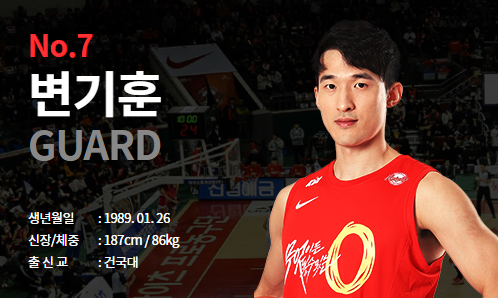 No.7
변기훈
GUARD
생년월일 : 1989. 01. 26
신장/체중 : 187cm / 86kg
출 신 교 : 건국대